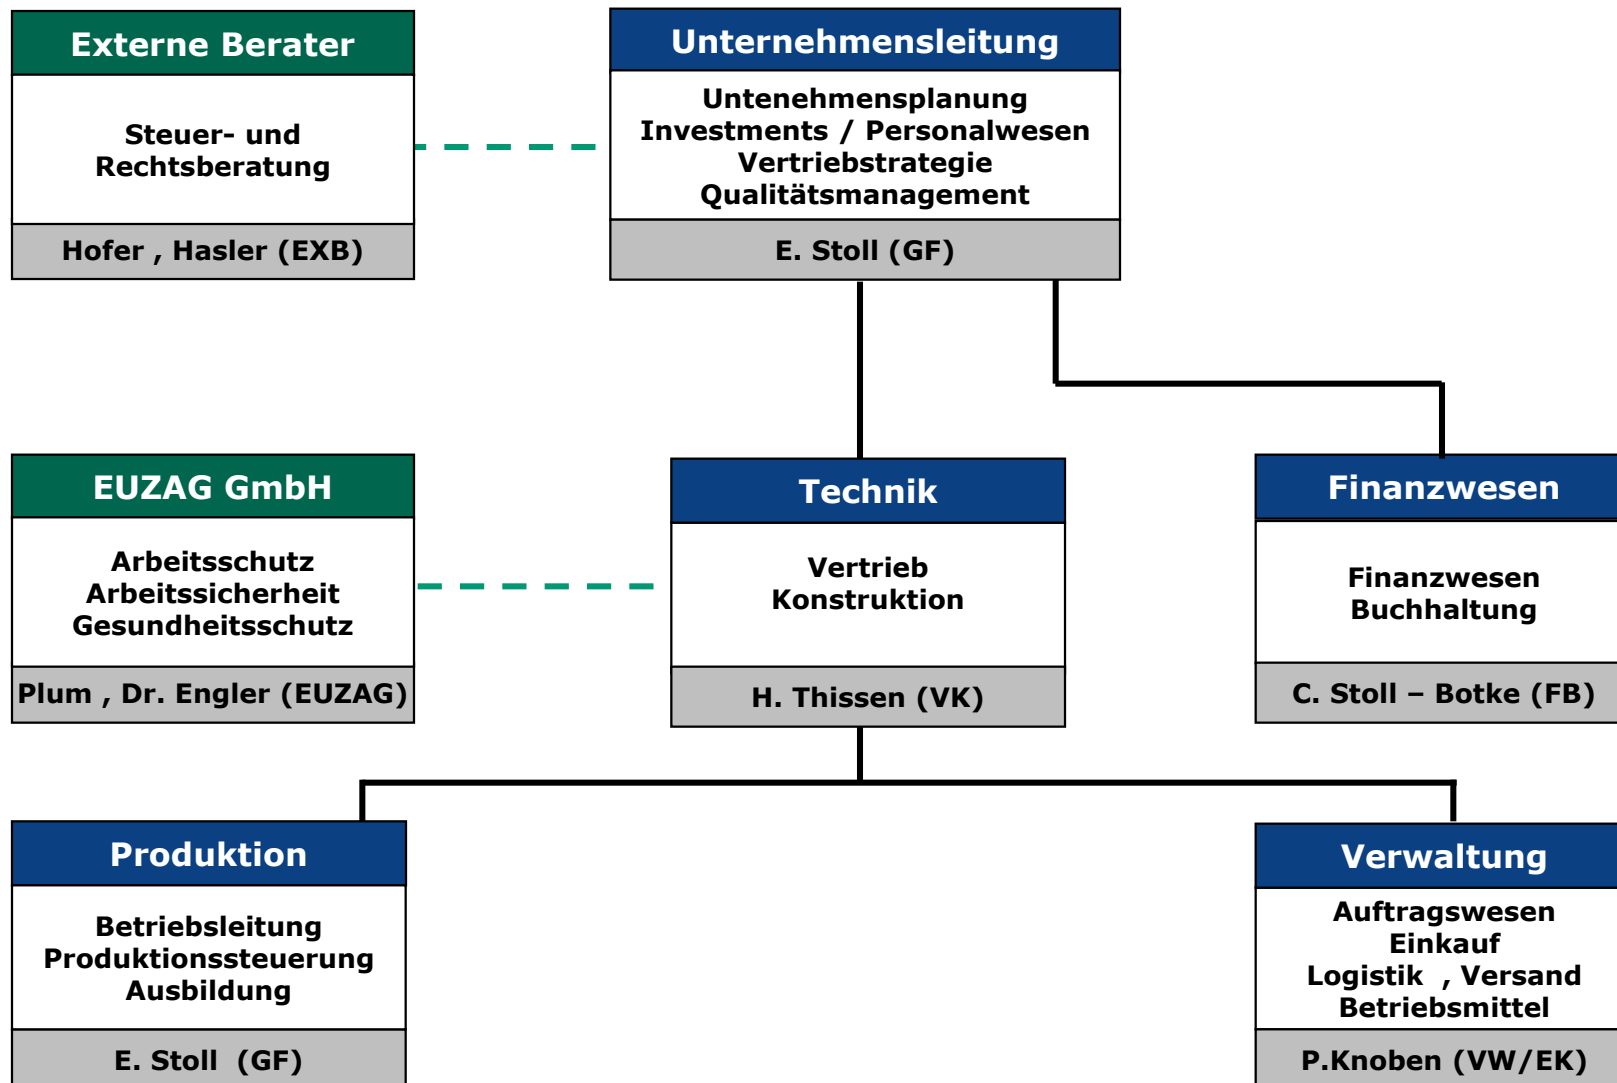 Externe Berater
Steuer- und
Rechtsberatung
Hofer , Hasler (EXB)
Unternehmensleitung
Untenehmensplanung
Investments / Personalwesen
Vertriebstrategie
Qualitätsmanagement
E. Stoll (GF)
EUZAG GmbH
Arbeitsschutz
Arbeitssicherheit
Gesundheitsschutz
Plum , Dr. Engler (EUZAG)
Technik
Vertrieb
Konstruktion
H. Thissen (VK)
Finanzwesen
Finanzwesen
Buchhaltung
C. Stoll – Botke (FB)
Produktion
Betriebsleitung
Produktionssteuerung
Ausbildung
E. Stoll (GF)
Verwaltung
Auftragswesen
Einkauf
Logistik , Versand
Betriebsmittel
P.Knoben (VW/EK)